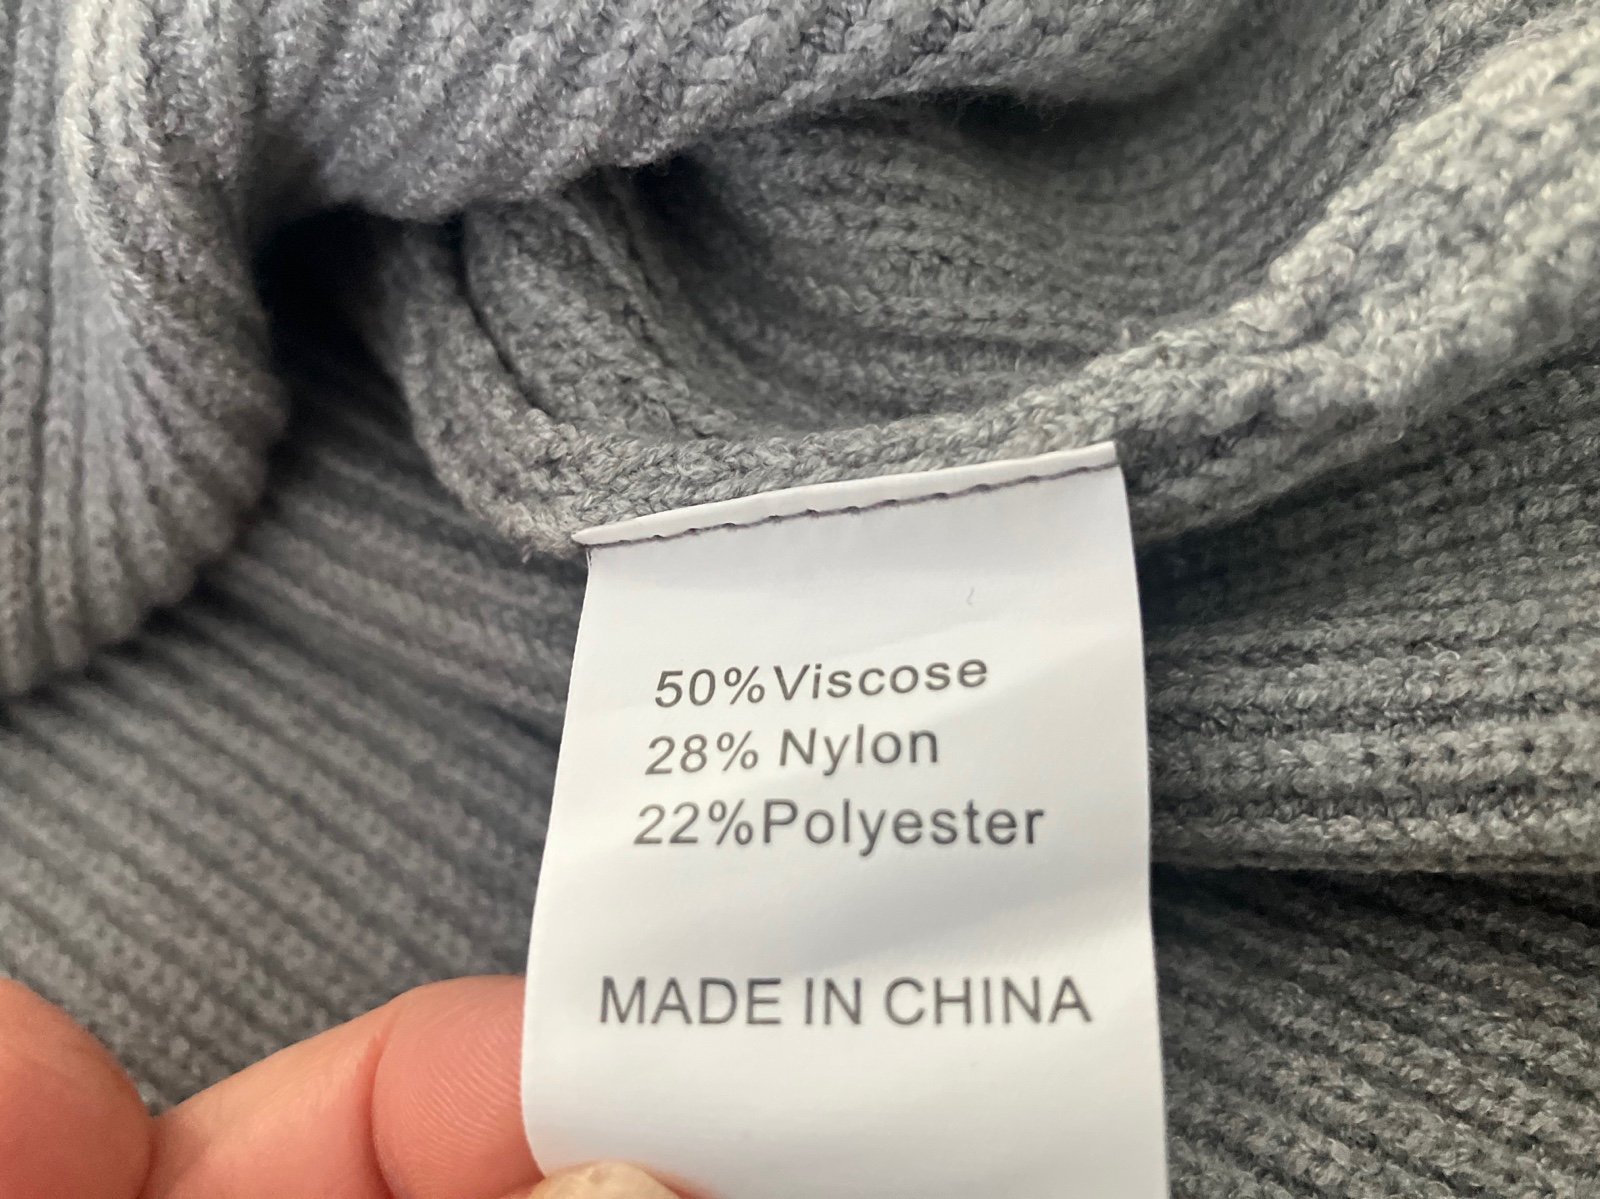 50%Viscose
28% Nylon
22%Polyester
MADE IN CHINA